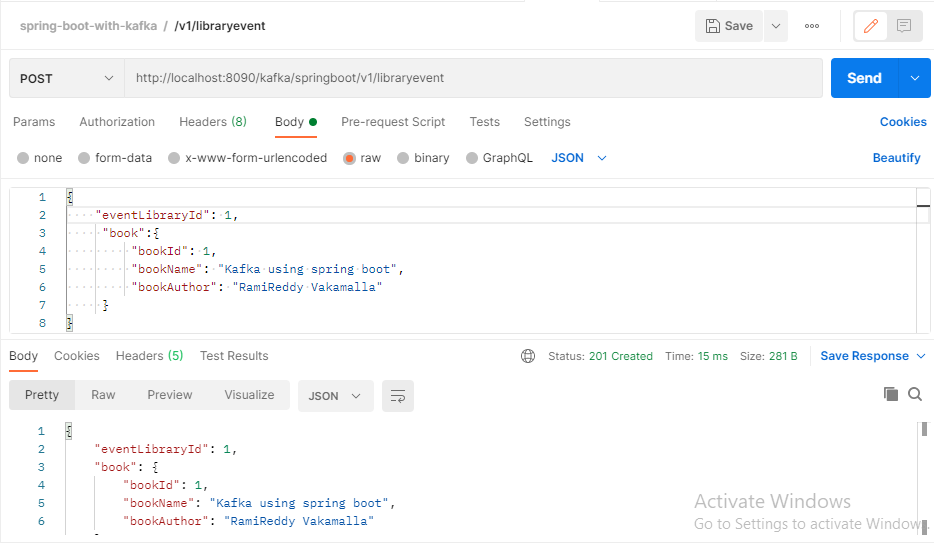 spring-boot-with-kafka / /v1/libraryevent Save
POST http://localhost:8090/kafka/springboot/v1/libraryevent Send
Params Authorization Headers (8) Body Pre-request Script Tests Settings Cookies
none form-data x-www-form-urlencoded raw binary GraphQL JSON Beautify
1 {
2 "eventLibraryId": 1,
3 "book":{
4 "bookId": 1,
5 "bookName": "Kafka using spring boot",
6 "bookAuthor": "RamiReddy Vakamalla"
7 }
8 }
Body Cookies Headers (5) Test Results Status: 201 Created Time: 15 ms Size: 281 B Save Response
Pretty Raw Preview Visualize JSON
1 {
2 "eventLibraryId": 1,
3 "book": {
4 "bookId": 1,
5 "bookName": "Kafka using spring boot",
6 "bookAuthor": "RamiReddy Vakamalla"
Activate Windows
Go to Settings to activate Windows.